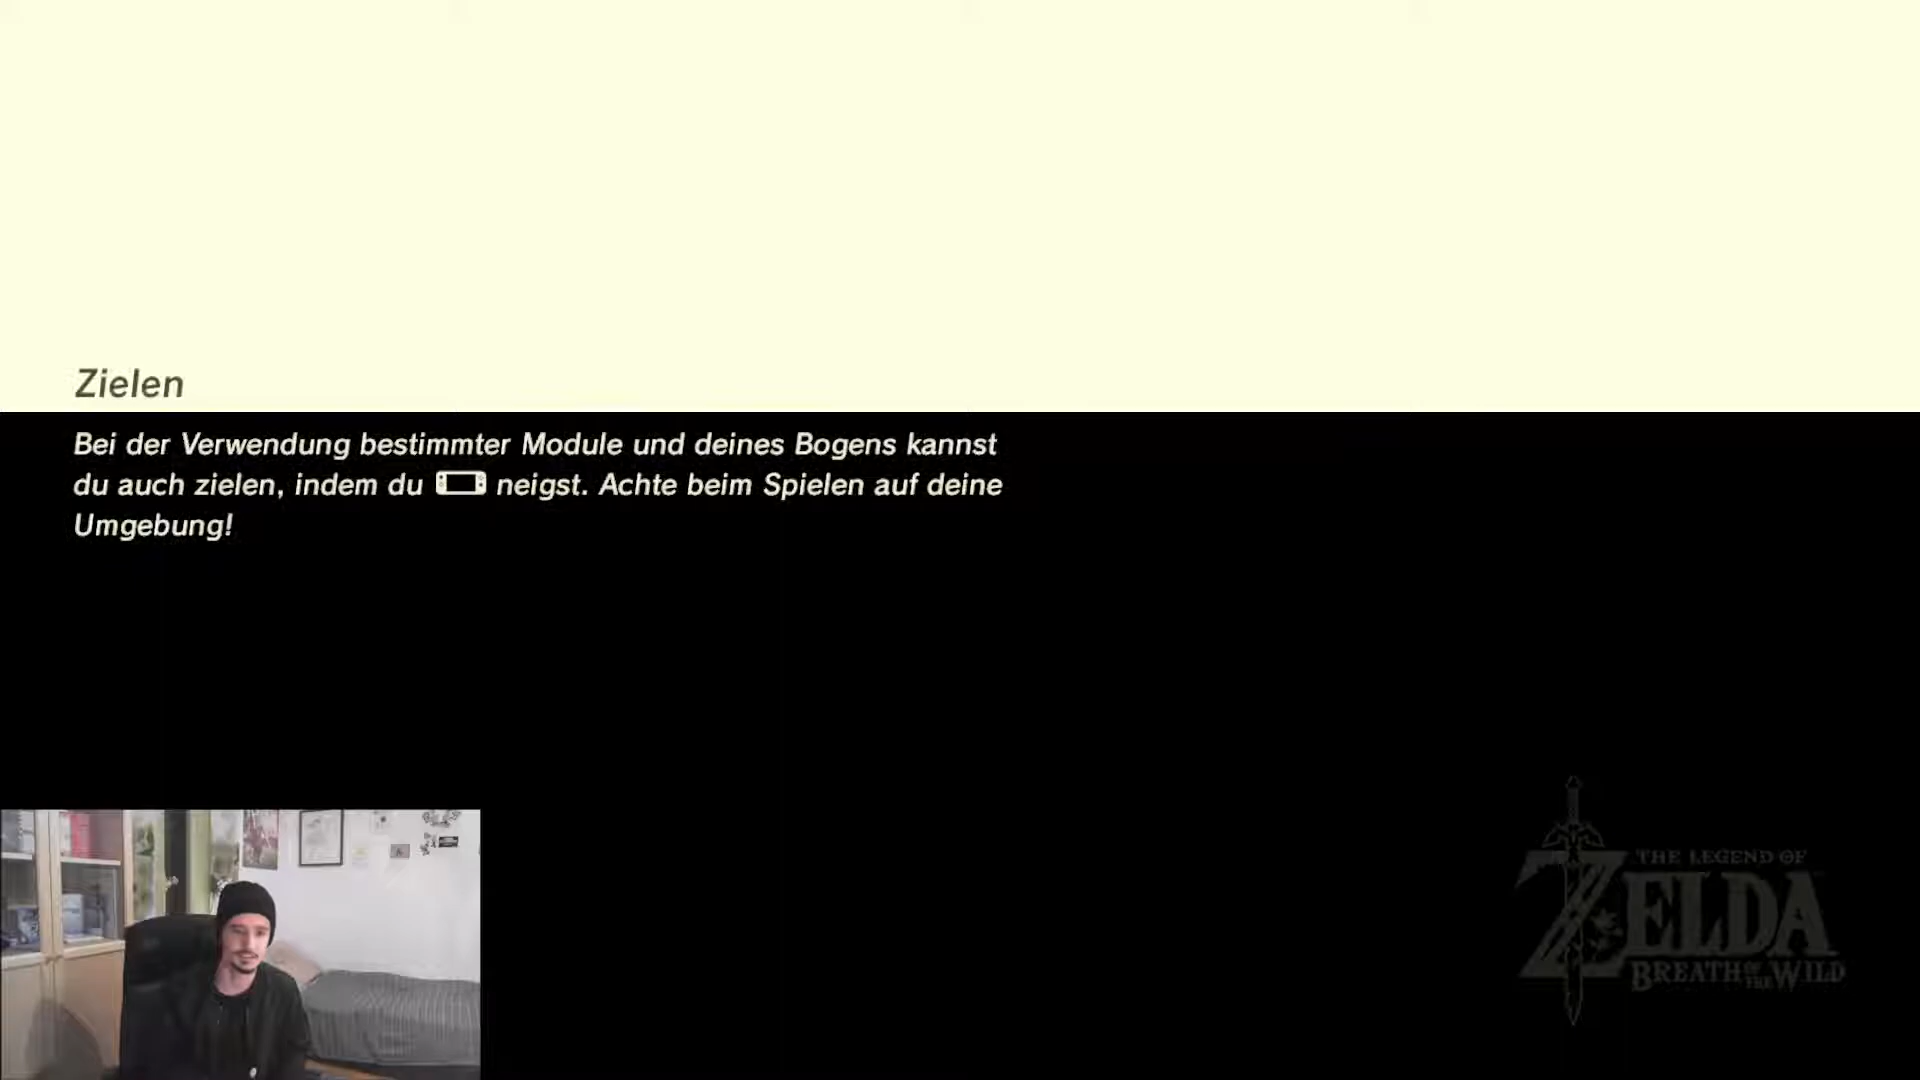 Zielen
Bei der Verwendung bestimmter Module und deines Bogens kannst
du auch zielen, indem du neigst. Achte beim Spielen auf deine
Umgebung!
THE LEGEND OF
ZELDA
BREATH OF THE WILD